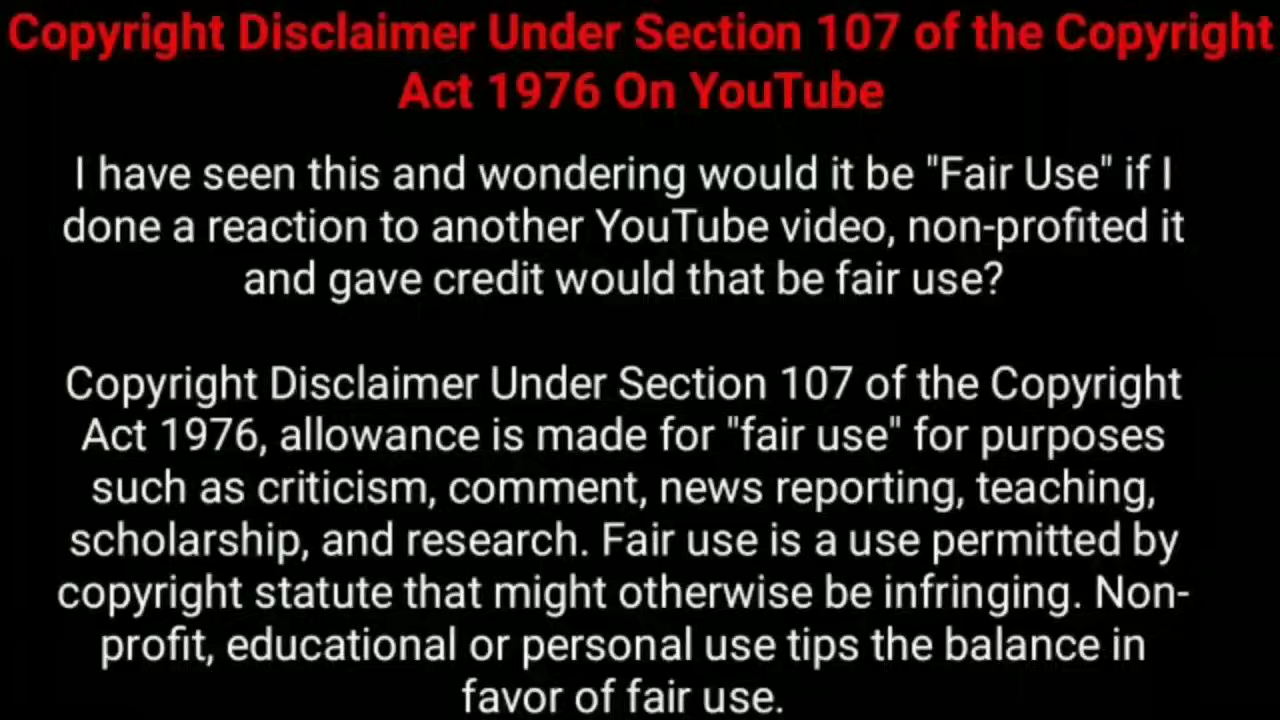 Copyright Disclaimer Under Section 107 of the Copyright
Act 1976 On YouTube
I have seen this and wondering would it be "Fair Use" if I
done a reaction to another YouTube video, non-profited it
and gave credit would that be fair use?
Copyright Disclaimer Under Section 107 of the Copyright
Act 1976, allowance is made for "fair use" for purposes
such as criticism, comment, news reporting, teaching,
scholarship, and research. Fair use is a use permitted by
copyright statute that might otherwise be infringing. Non-
profit, educational or personal use tips the balance in
favor of fair use.